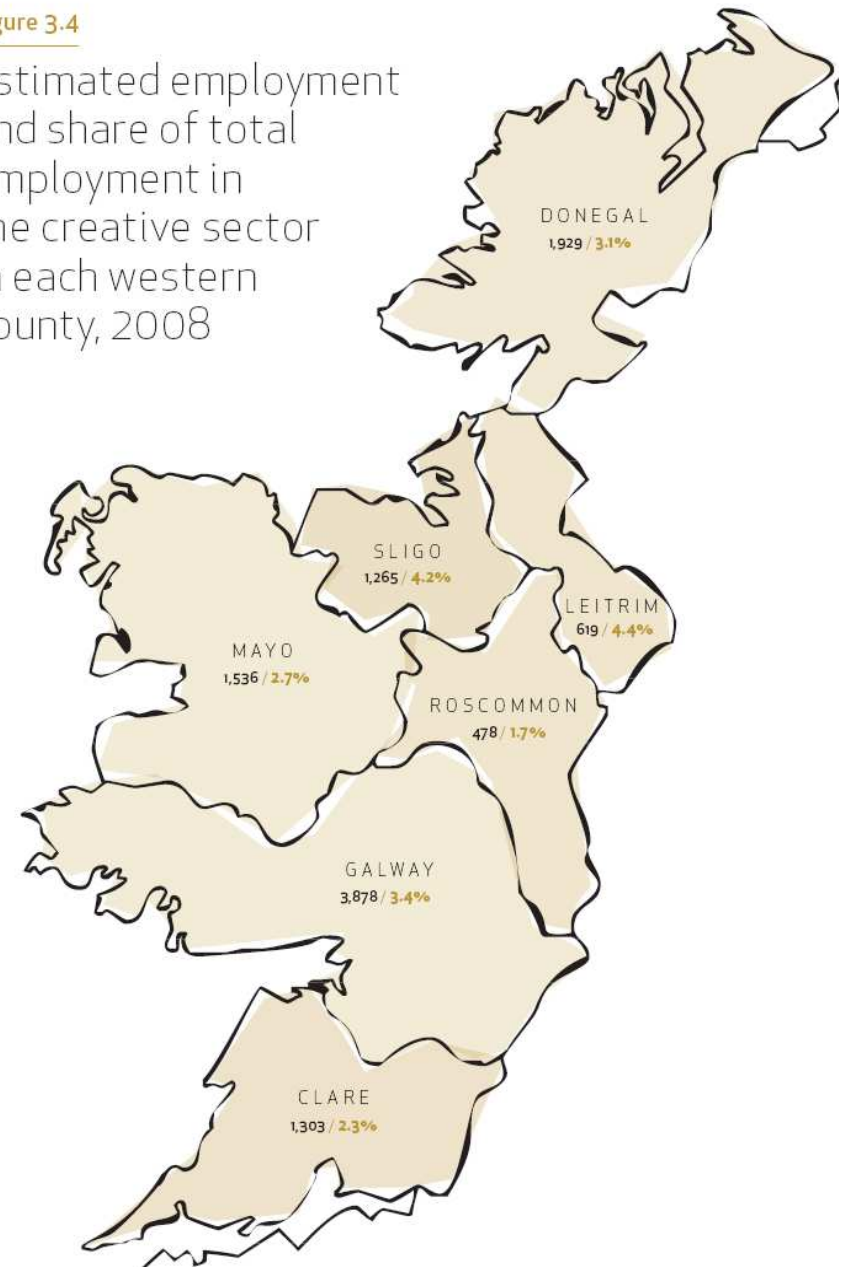 gure 3.4
stimated employment
nd share of total
mployment in
he creative sector
n each western
ounty, 2008
DONEGAL
1,929 / 3.1%
SLIGO
1,265 / 4.2%
LEITRIM
619 / 4.4%
MAYO
1,536 / 2.7%
ROSCOMMON
478 / 1.7%
GALWAY
3,878 / 3.4%
CLARE
1,303 / 2.3%